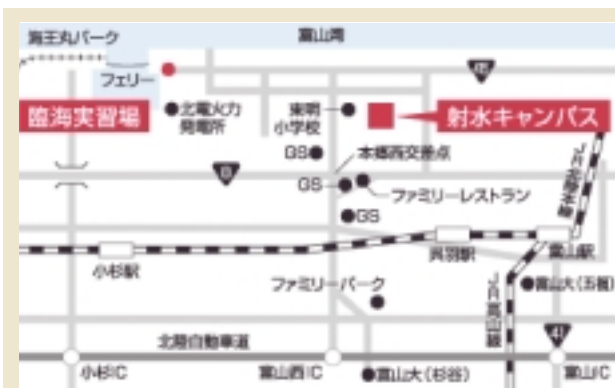 海王丸パーク
富山湾
フェリー
臨海実習場
北電火力
発電所
東明
小学校
射水キャンパス
GS
本郷西交差点
8
GS
ファミリーレストラン
JR北陸本線
GS
小杉駅
呉羽駅
富山駅
ファミリーパーク
JR高山線
富山大(五福)
北陸自動車道
41
小杉IC
富山西IC
富山大(杉谷)
富山IC